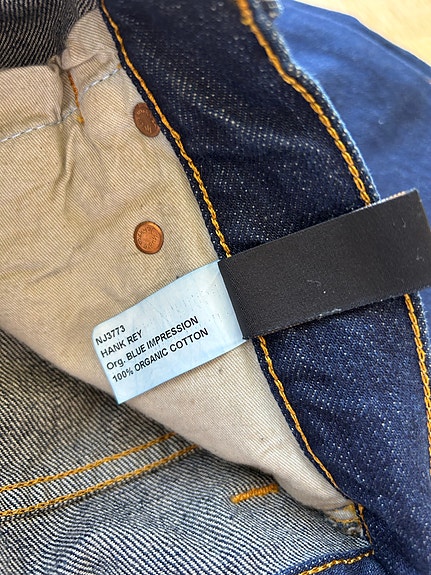 NJ3773
HANK REY
Org. BLUE IMPRESSION
100% ORGANIC COTTON